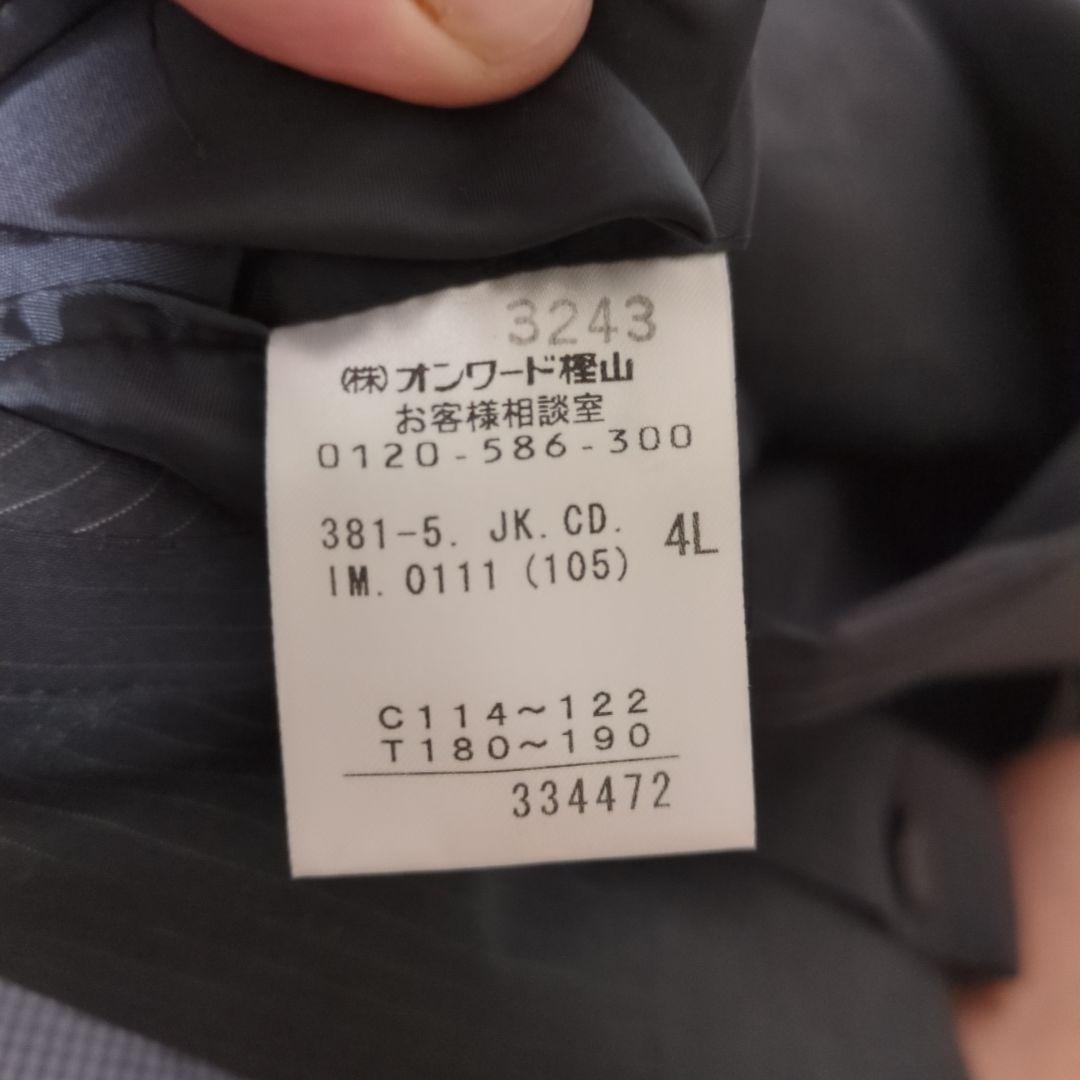 3243
(株)オンワード樫山
お客様相談室
0120-586-300
381-5. JK.CD. 4L
IM.0111 (105)
C114~122
T180~190
334472